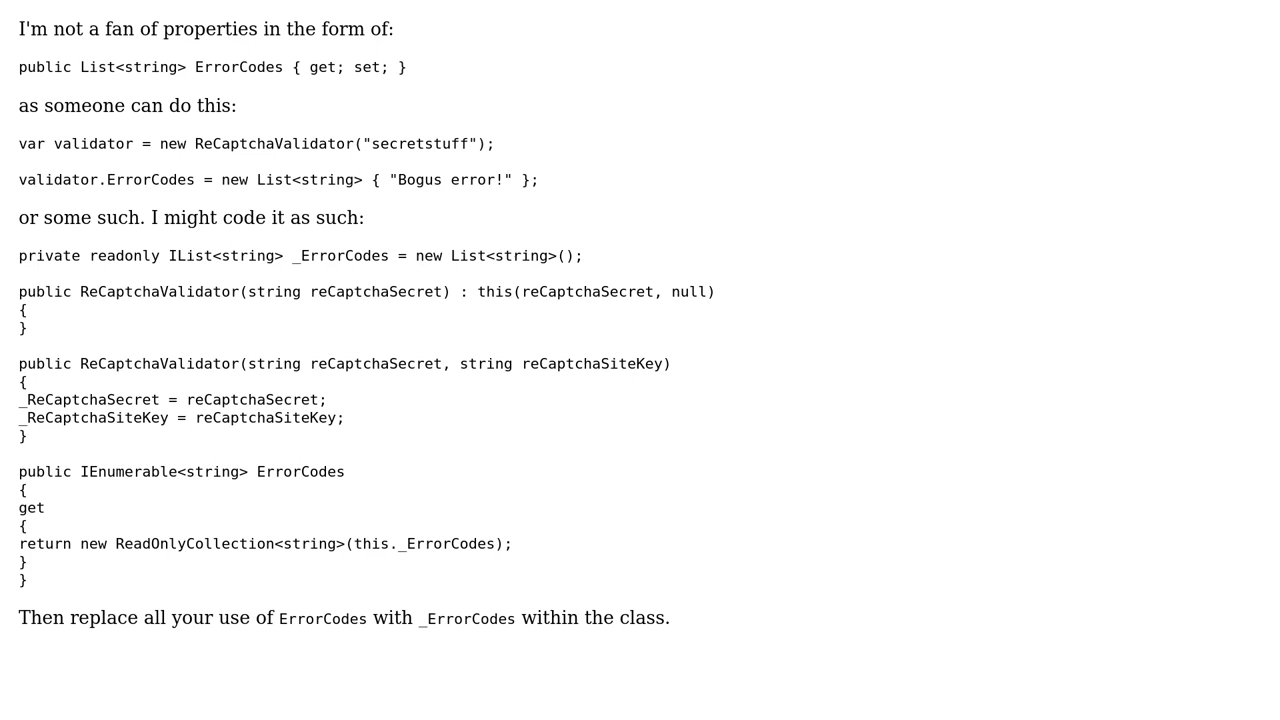 I'm not a fan of properties in the form of:
public List<string> ErrorCodes { get; set; }
as someone can do this:
var validator = new ReCaptchaValidator("secretstuff");
validator.ErrorCodes = new List<string> { "Bogus error!" };
or some such. I might code it as such:
private readonly IList<string> _ErrorCodes = new List<string>();
public ReCaptchaValidator(string reCaptchaSecret) : this(reCaptchaSecret, null)
{
}
public ReCaptchaValidator(string reCaptchaSecret, string reCaptchaSiteKey)
{
_ReCaptchaSecret = reCaptchaSecret;
_ReCaptchaSiteKey = reCaptchaSiteKey;
}
public IEnumerable<string> ErrorCodes
{
get
{
return new ReadOnlyCollection<string>(this._ErrorCodes);
}
}
Then replace all your use of ErrorCodes with _ErrorCodes within the class.